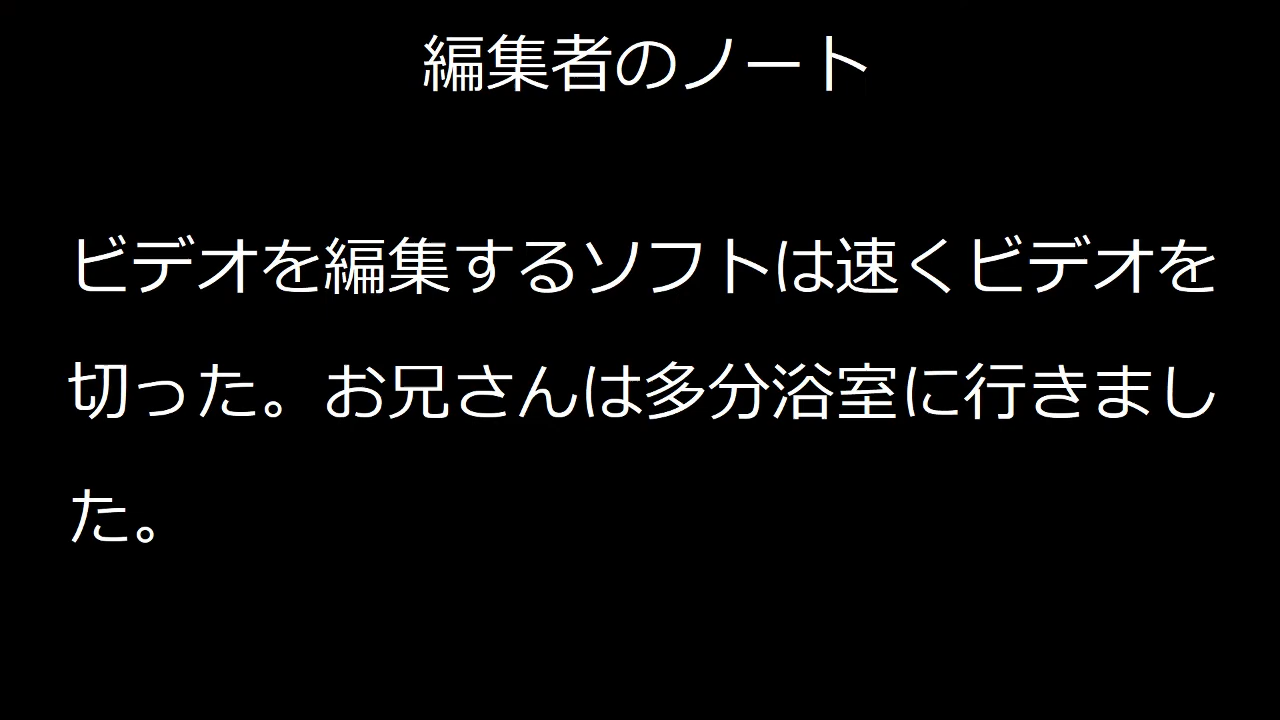 編集者のノート
ビデオを編集するソフトは速くビデオを
切った。お兄さんは多分浴室に行きまし
た。